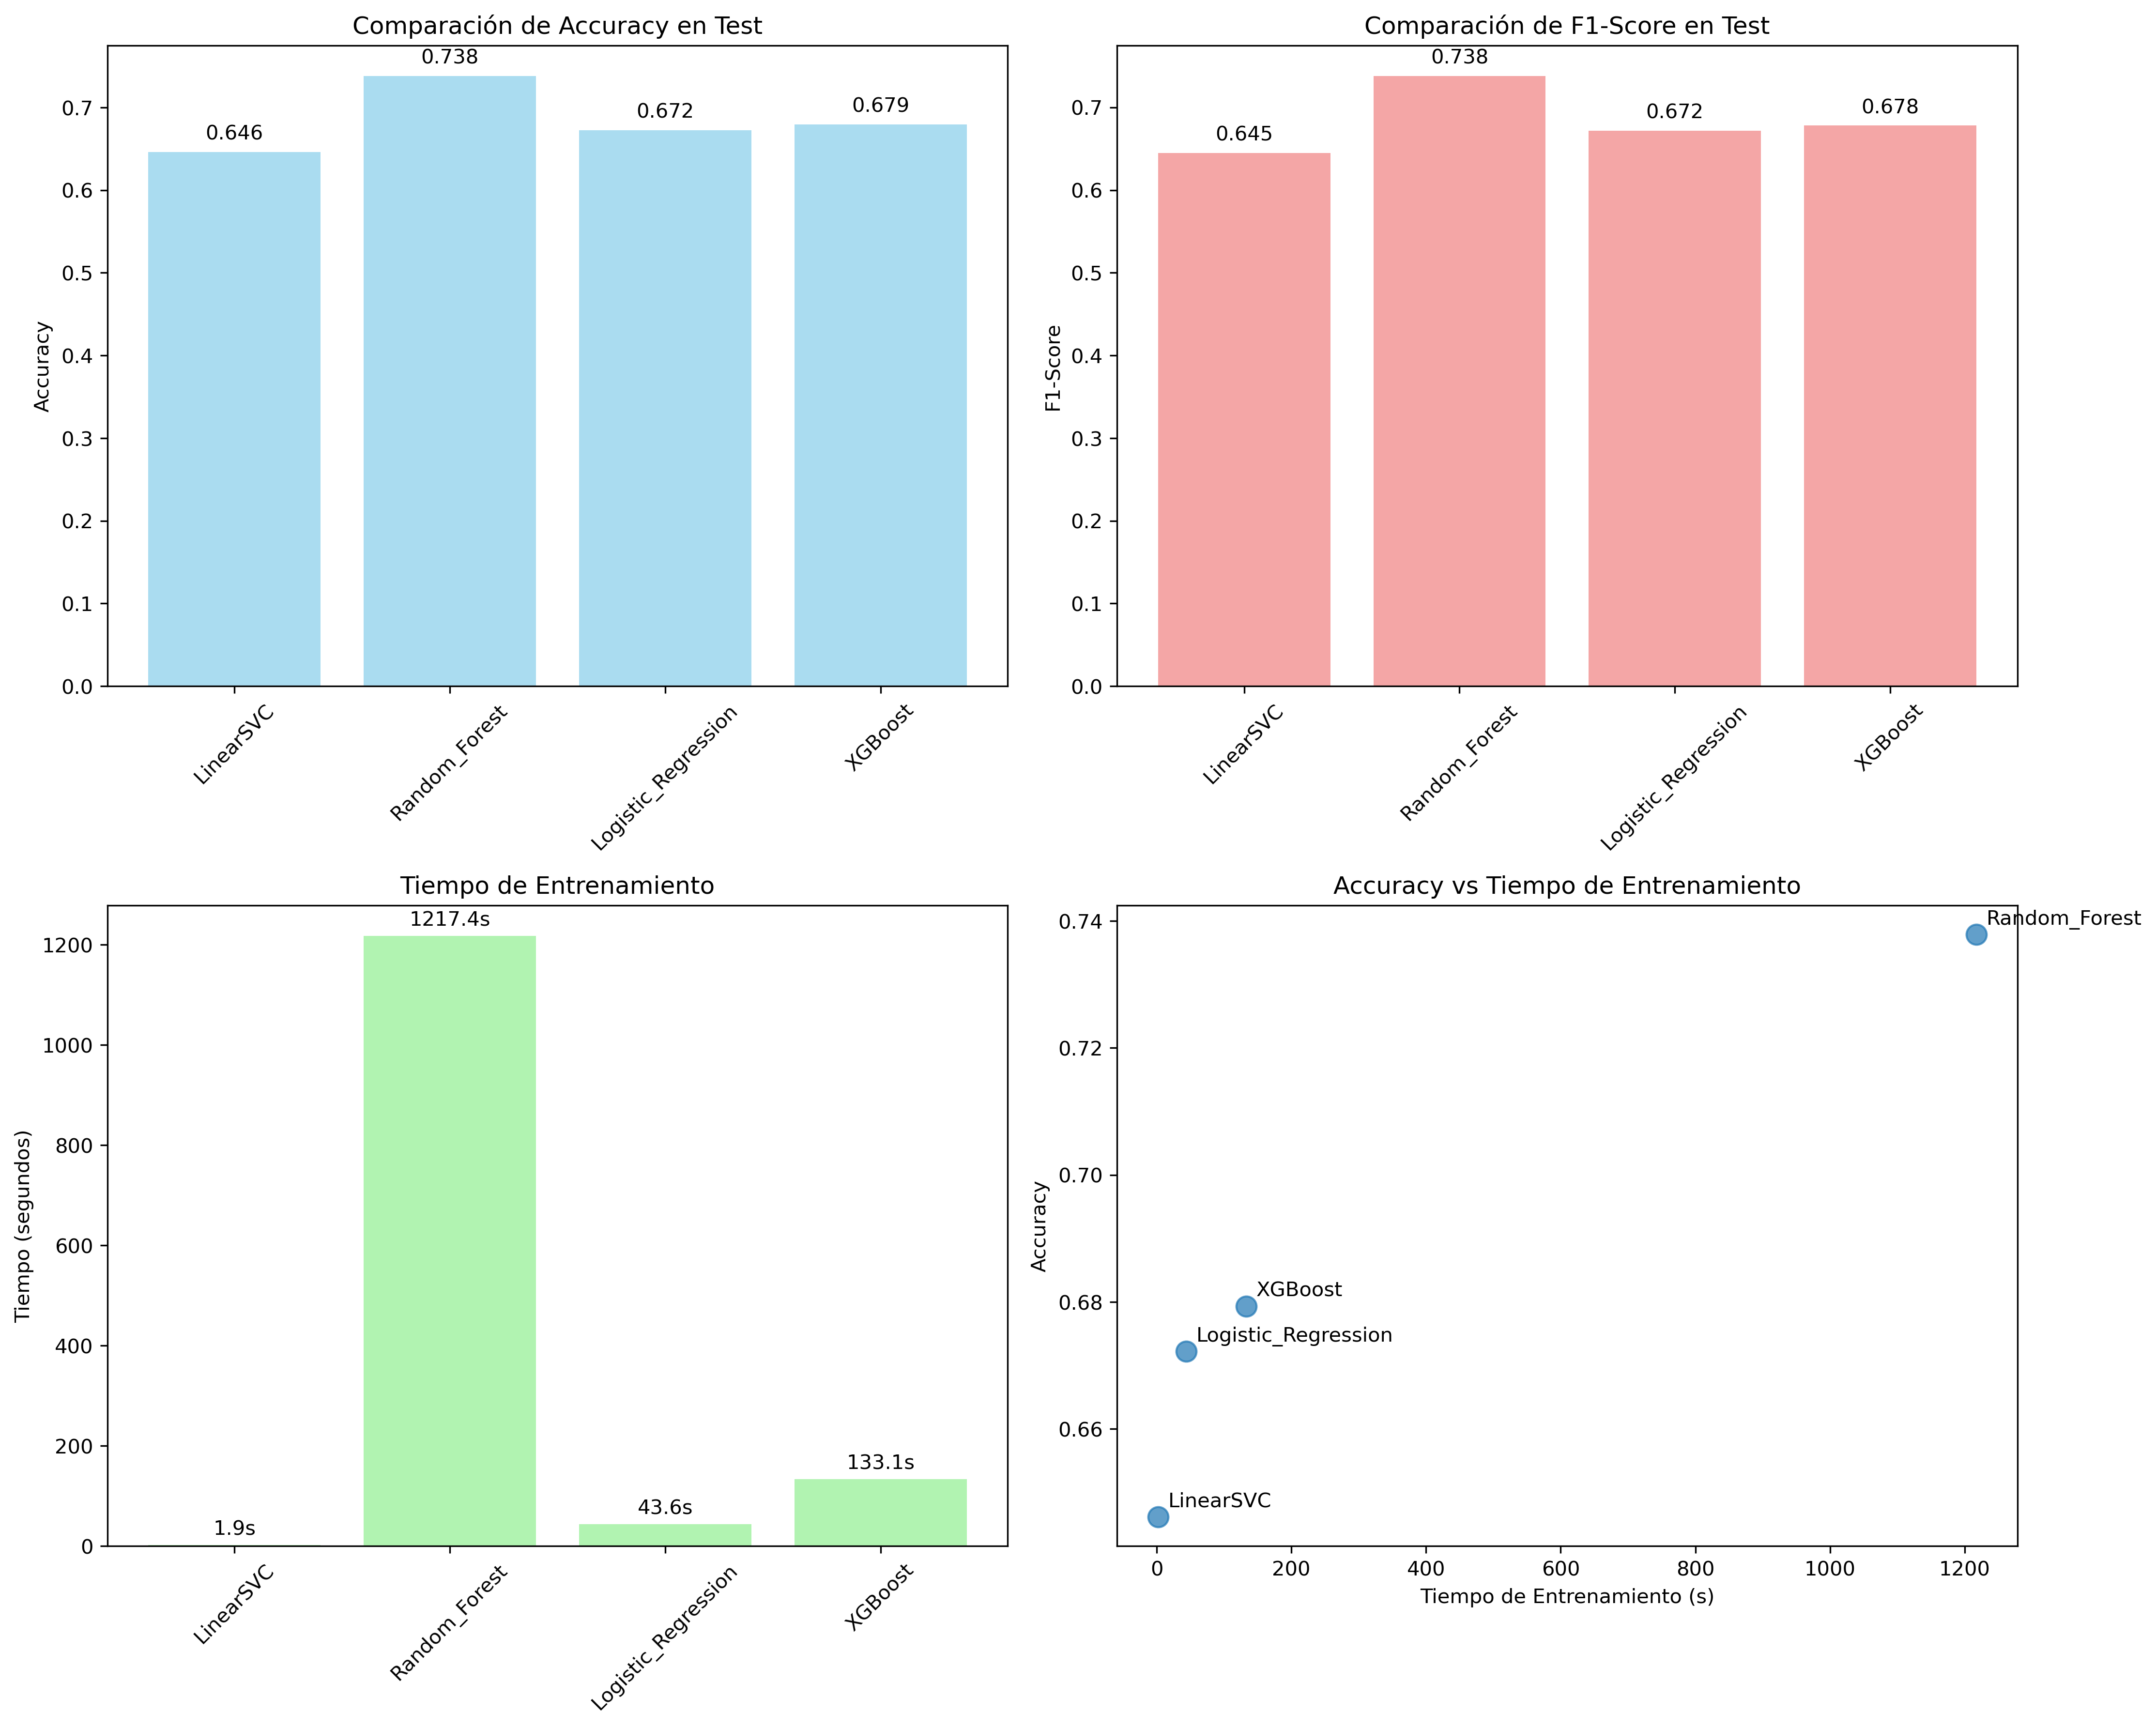 Comparación de Accuracy en Test
0.738
0.646
0.672
0.679
0.7
0.6
0.5
0.4
0.3
0.2
0.1
0.0
Accuracy
LinearSVC
Random_Forest
Logistic_Regression
XGBoost
Comparación de F1-Score en Test
0.738
0.645
0.672
0.678
0.7
0.6
0.5
0.4
0.3
0.2
0.1
0.0
F1-Score
LinearSVC
Random_Forest
Logistic_Regression
XGBoost
Tiempo de Entrenamiento
1217.4s
1.9s
43.6s
133.1s
1200
1000
800
600
400
200
0
Tiempo (segundos)
LinearSVC
Random_Forest
Logistic_Regression
XGBoost
Accuracy vs Tiempo de Entrenamiento
Random_Forest
XGBoost
Logistic_Regression
LinearSVC
0.74
0.72
0.70
0.68
0.66
Accuracy
0
200
400
600
800
1000
1200
Tiempo de Entrenamiento (s)